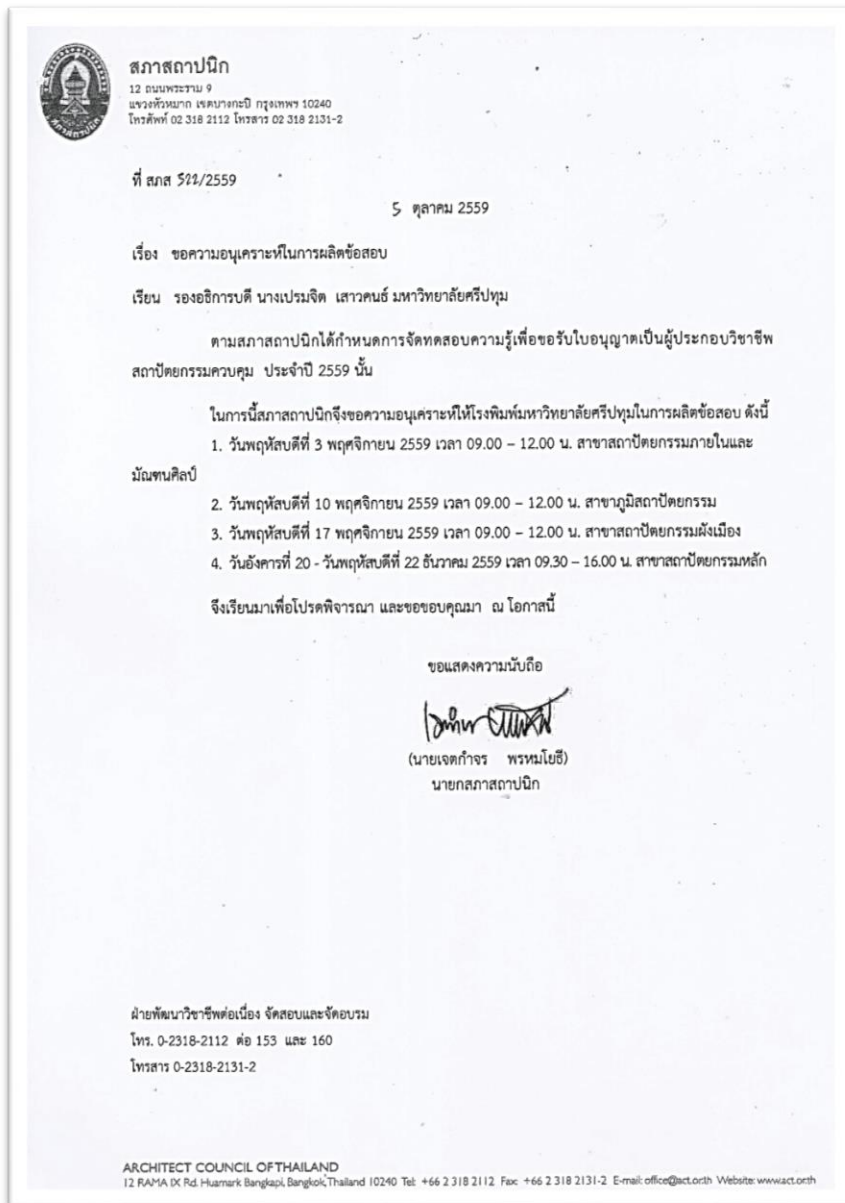 สภาสถาปนิก
12 ถนนพระราม 9
แขวงหัวหมาก เขตบางกะปิ กรุงเทพฯ 10240
โทรศัพท์ 02 318 2112 โทรสาร 02 318 2131-2
สภาสถาปนิก
ที่ สภส 522/2559
5 ตุลาคม 2559
เรื่อง ขอความอนุเคราะห์ในการผลิตข้อสอบ
เรียน รองอธิการบดี นางเปรมจิต เสาวคนธ์ มหาวิทยาลัยศรีปทุม
ตามสภาสถาปนิกได้กำหนดการจัดทดสอบความรู้เพื่อขอรับใบอนุญาตเป็นผู้ประกอบวิชาชีพ
สถาปัตยกรรมควบคุม ประจำปี 2559 นั้น
ในการนี้สภาสถาปนิกจึงขอความอนุเคราะห์ให้โรงพิมพ์มหาวิทยาลัยศรีปทุมในการผลิตข้อสอบ ดังนี้
1. วันพฤหัสบดีที่ 3 พฤศจิกายน 2559 เวลา 09.00 – 12.00 น. สาขาสถาปัตยกรรมภายในและ
มัณฑนศิลป์
2. วันพฤหัสบดีที่ 10 พฤศจิกายน 2559 เวลา 09.00 – 12.00 น. สาขาภูมิสถาปัตยกรรม
3. วันพฤหัสบดีที่ 17 พฤศจิกายน 2559 เวลา 09.00 – 12.00 น. สาขาสถาปัตยกรรมผังเมือง
4. วันอังคารที่ 20 - วันพฤหัสบดีที่ 22 ธันวาคม 2559 เวลา 09.30 – 16.00 น. สาขาสถาปัตยกรรมหลัก
จึงเรียนมาเพื่อโปรดพิจารณา และขอขอบคุณมา ณ โอกาสนี้
ขอแสดงความนับถือ
(นายเจตกำจร พรหมโยธี)
นายกสภาสถาปนิก
ฝ่ายพัฒนาวิชาชีพต่อเนื่อง จัดสอบและจัดอบรม
โทร. 0-2318-2112 ต่อ 153 และ 160
โทรสาร 0-2318-2131-2
ARCHITECT COUNCIL OF THAILAND
12 RAMA IX Rd. Huamark Bangkapi, Bangkok, Thailand 10240 Tel: +66 2 318 2112 Fax: +66 2 318 2131-2 E-mail: office@act.or.th Website: www.act.or.th